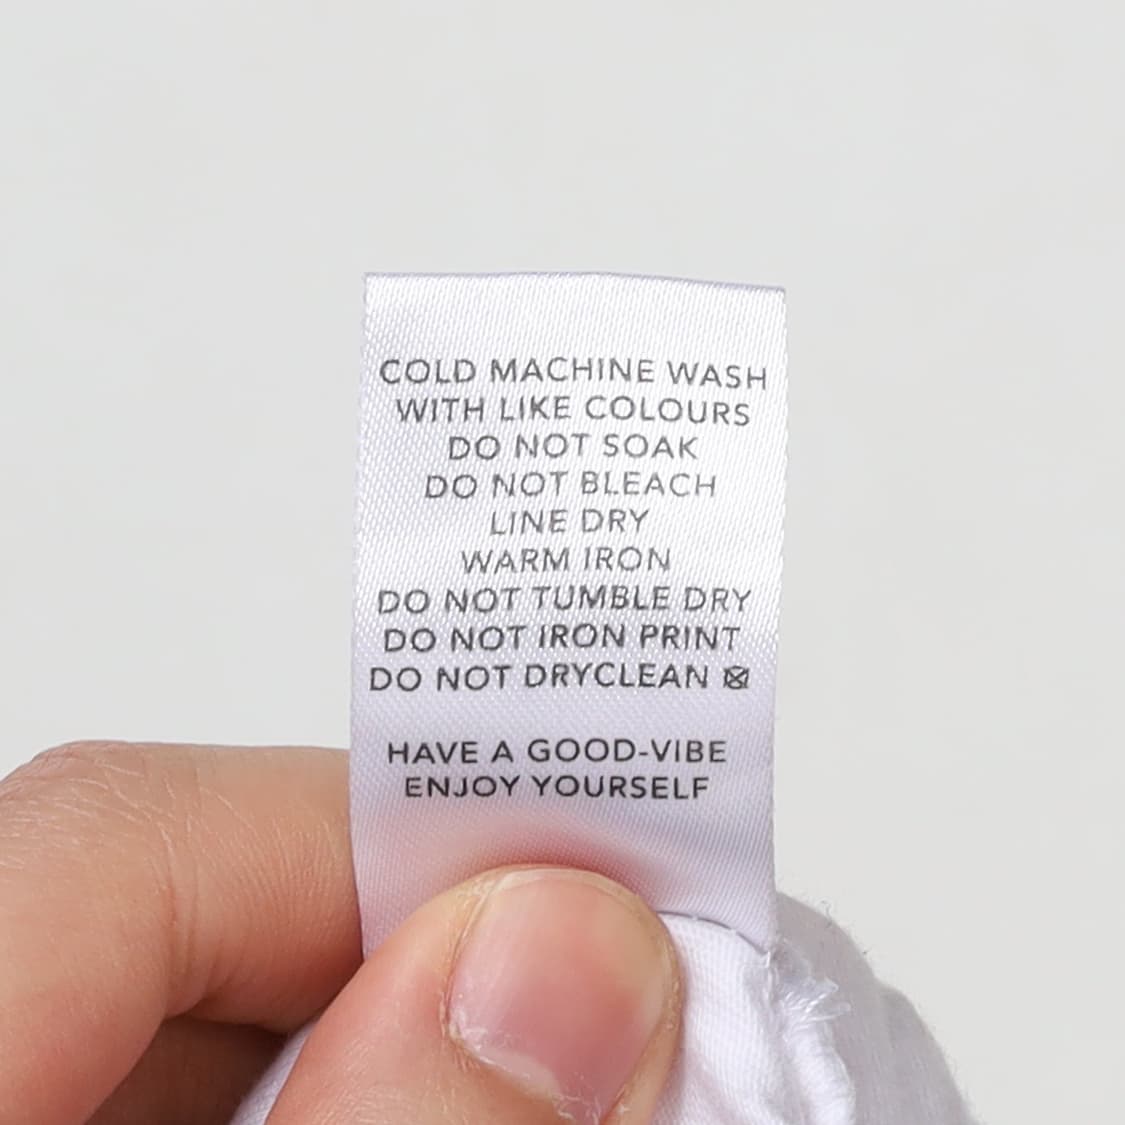 COLD MACHINE WASH
WITH LIKE COLOURS
DO NOT SOAK
DO NOT BLEACH
LINE DRY
WARM IRON
DO NOT TUMBLE DRY
DO NOT IRON PRINT
DO NOT DRYCLEAN
HAVE A GOOD-VIBE
ENJOY YOURSELF